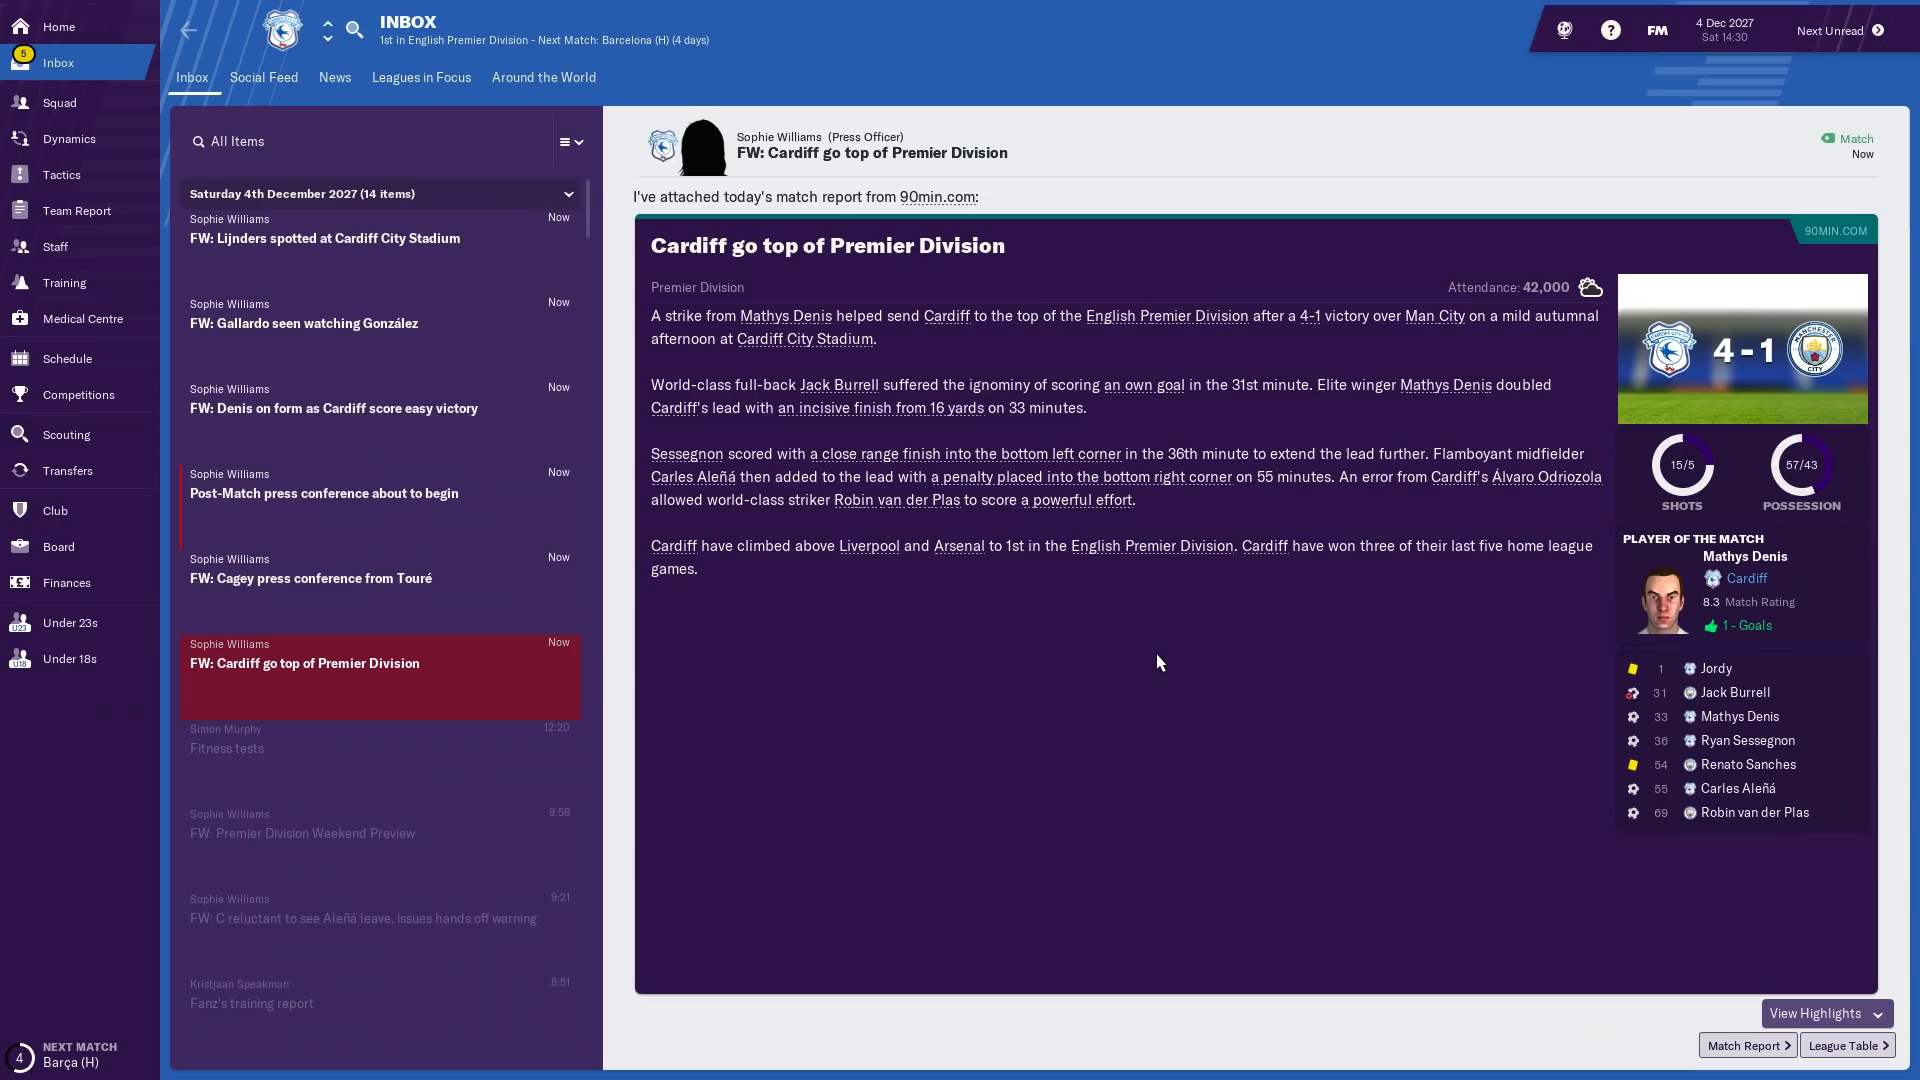 Home
5
Inbox
Squad
Dynamics
Tactics
Team Report
Staff
Training
Medical Centre
Schedule
Competitions
Scouting
Transfers
Club
Board
Finances
U23
Under 23s
U18
Under 18s
4
NEXT MATCH
Barça (H)
INBOX
1st in English Premier Division - Next Match: Barcelona (H) (4 days)
? FM
4 Dec 2027
Sat 14:30
Next Unread
Inbox Social Feed News Leagues in Focus Around the World
All Items
Saturday 4th December 2027 (14 items)
Sophie Williams Now
FW: Lijnders spotted at Cardiff City Stadium
Sophie Williams Now
FW: Gallardo seen watching González
Sophie Williams Now
FW: Denis on form as Cardiff score easy victory
Sophie Williams Now
Post-Match press conference about to begin
Sophie Williams Now
FW: Cagey press conference from Touré
Sophie Williams Now
FW: Cardiff go top of Premier Division
Simon Murphy 12:20
Fitness tests
Sophie Williams 9:58
FW: Premier Division Weekend Preview
Sophie Williams 9:21
FW: C reluctant to see Aleñá leave, issues hands off warning
Kristjaan Speakman 8:51
Fanz's training report
Sophie Williams (Press Officer)
FW: Cardiff go top of Premier Division
Match
Now
I've attached today's match report from 90min.com:
90MIN.COM
Cardiff go top of Premier Division
Premier Division Attendance: 42,000
A strike from Mathys Denis helped send Cardiff to the top of the English Premier Division after a 4-1 victory over Man City on a mild autumnal
afternoon at Cardiff City Stadium.
World-class full-back Jack Burrell suffered the ignominy of scoring an own goal in the 31st minute. Elite winger Mathys Denis doubled
Cardiff's lead with an incisive finish from 16 yards on 33 minutes.
Sessegnon scored with a close range finish into the bottom left corner in the 36th minute to extend the lead further. Flamboyant midfielder
Carles Aleñá then added to the lead with a penalty placed into the bottom right corner on 55 minutes. An error from Cardiff's Álvaro Odriozola
allowed world-class striker Robin van der Plas to score a powerful effort.
Cardiff have climbed above Liverpool and Arsenal to 1st in the English Premier Division. Cardiff have won three of their last five home league
games.
4 - 1
MANCHESTER
CITY
15/5
SHOTS
57/43
POSSESSION
PLAYER OF THE MATCH
Mathys Denis
Cardiff
8.3 Match Rating
1 - Goals
1 Jordy
31 Jack Burrell
33 Mathys Denis
36 Ryan Sessegnon
54 Renato Sanches
55 Carles Aleñá
69 Robin van der Plas
View Highlights
Match Report
League Table